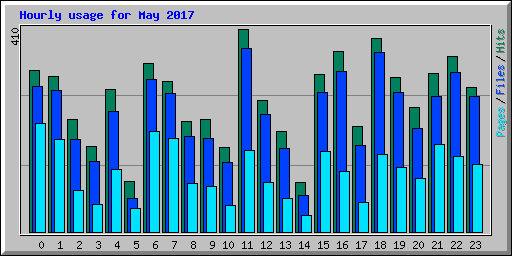 Hourly usage for May 2017
410
Pages / Files / Hits
0 1 2 3 4 5 6 7 8 9 10 11 12 13 14 15 16 17 18 19 20 21 22 23